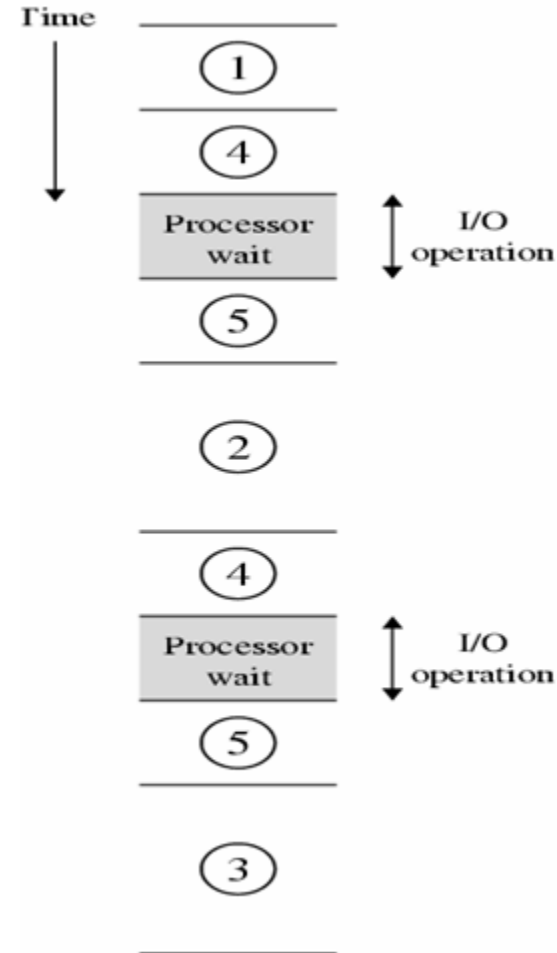 Time
1
4
Processor
wait
I/O
operation
5
2
4
Processor
wait
I/O
operation
5
3